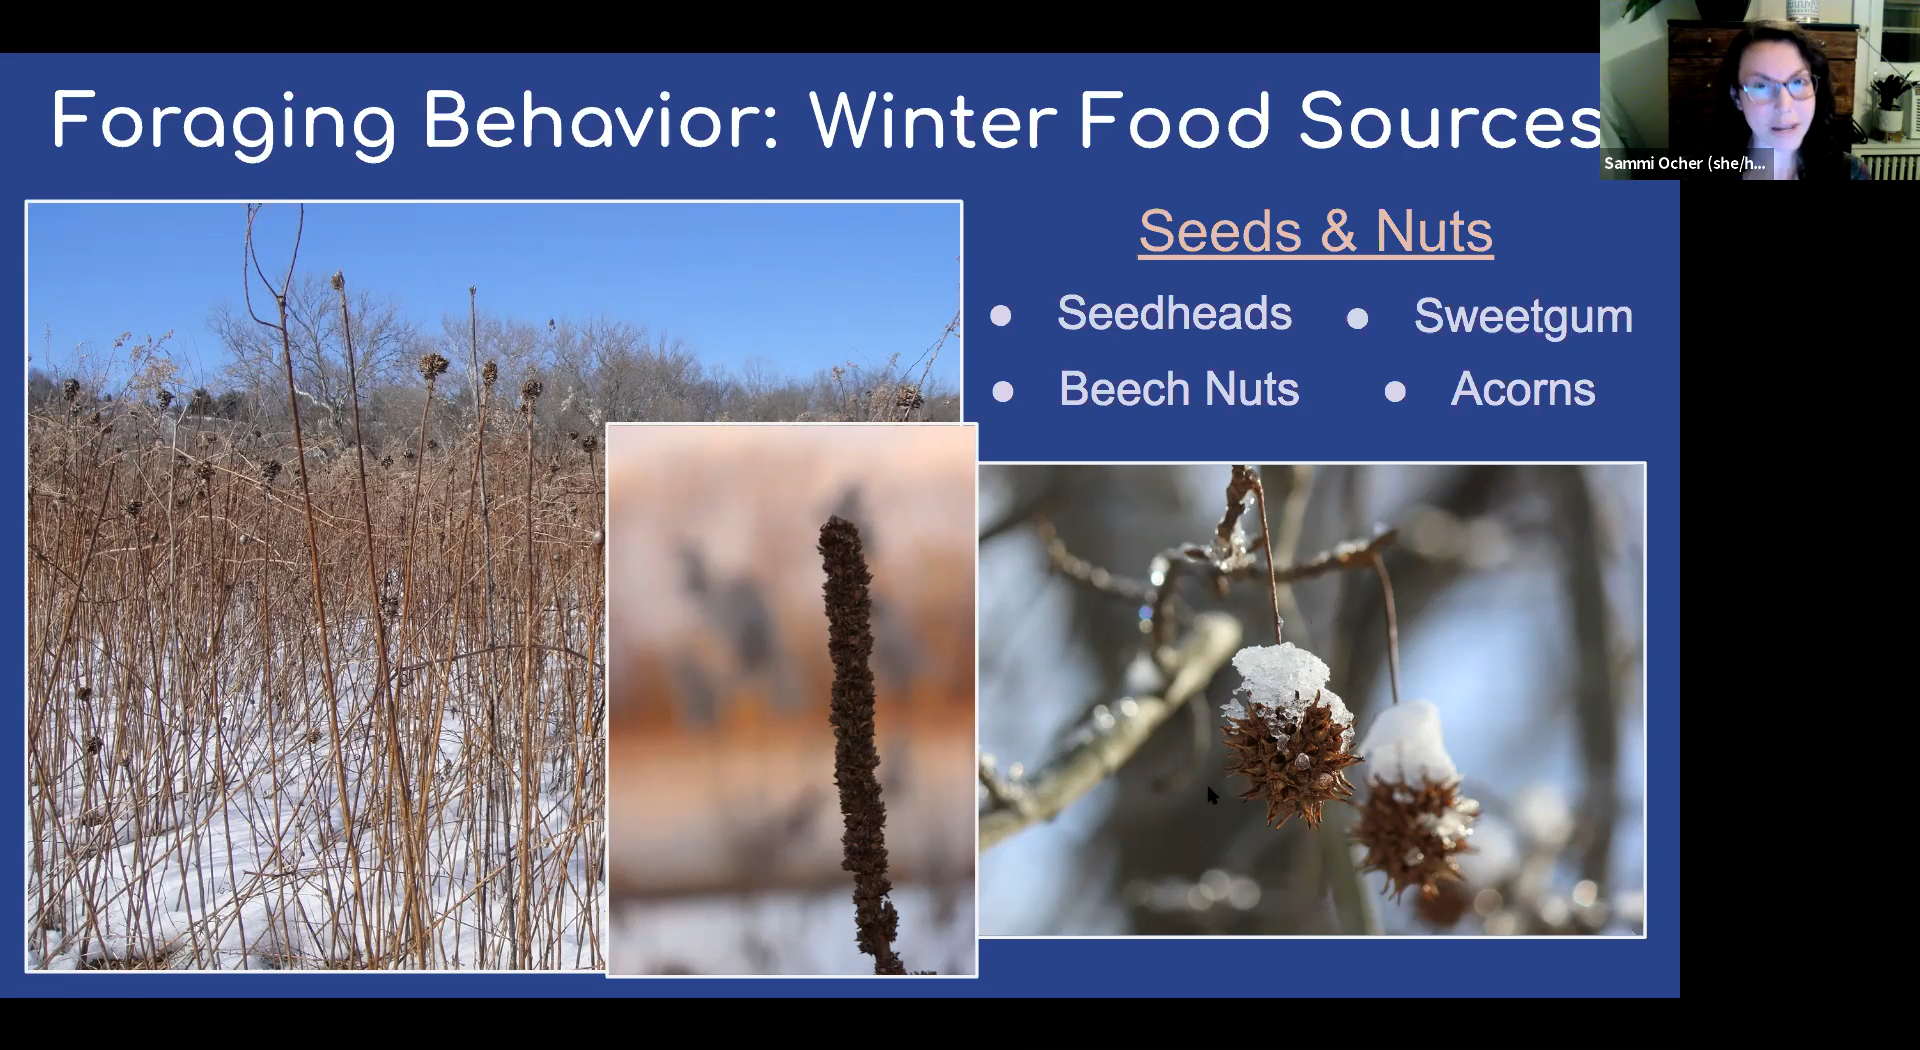 Foraging Behavior: Winter Food Sources
Sammi Ocher (she/h...
Seeds & Nuts
● Seedheads ● Sweetgum
● Beech Nuts ● Acorns